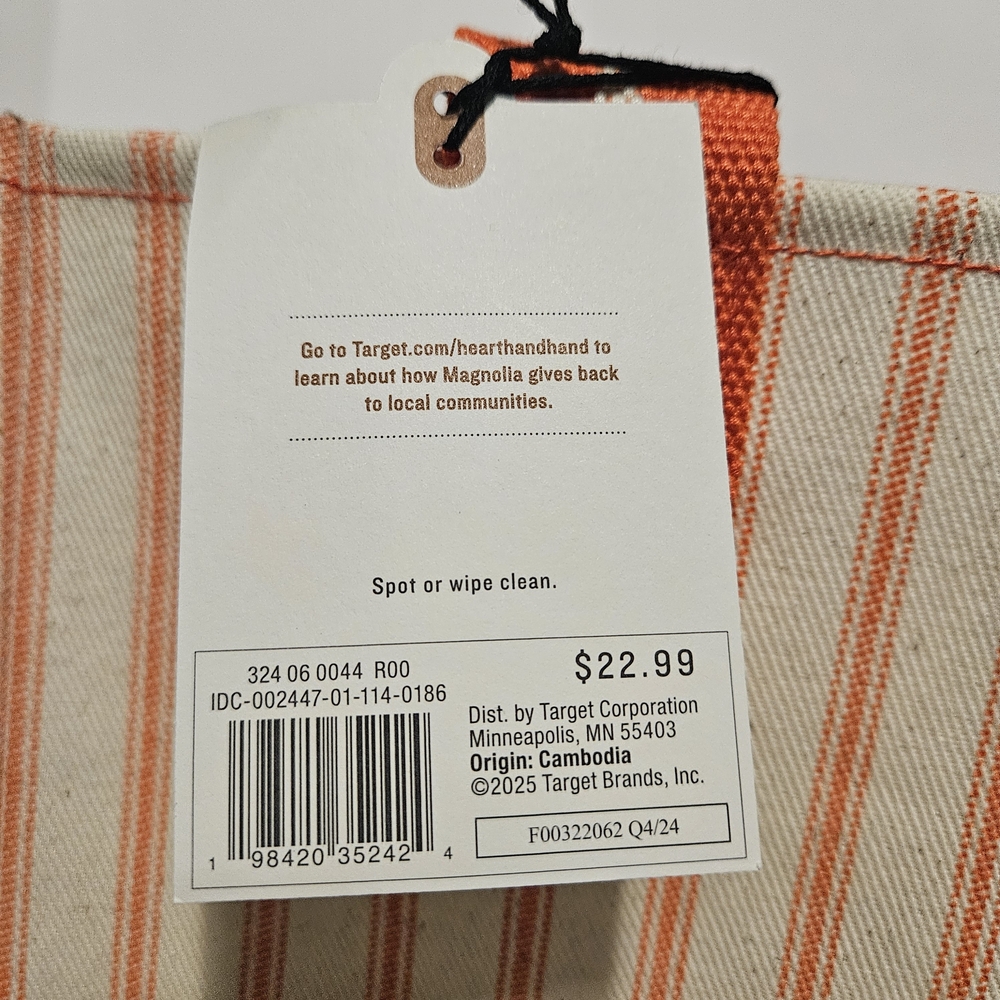 Go to Target.com/hearthandhand to
learn about how Magnolia gives back
to local communities.
Spot or wipe clean.
324 06 0044 R00
IDC-002447-01-114-0186
1 98420 35242 4
$22.99
Dist. by Target Corporation
Minneapolis, MN 55403
Origin: Cambodia
©2025 Target Brands, Inc.
F00322062 Q4/24